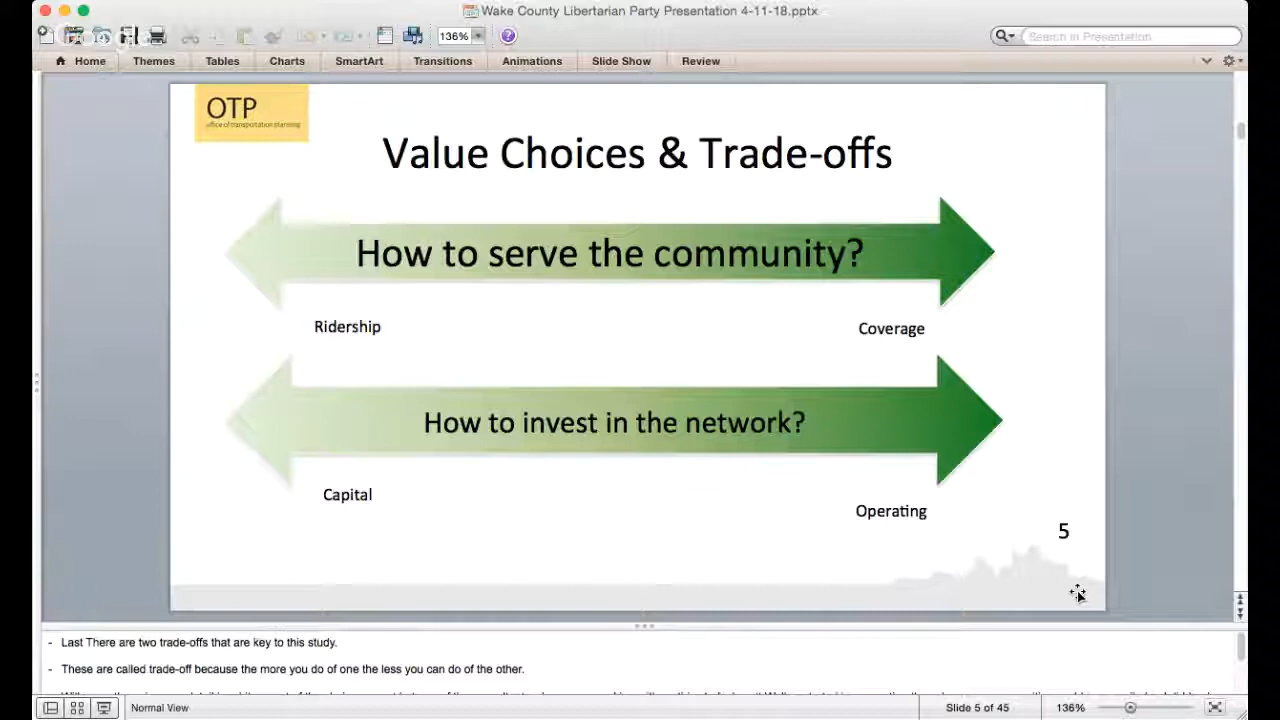 Wake County Libertarian Party Presentation 4-11-18.pptx
136%
Search in Presentation
Home Themes Tables Charts SmartArt Transitions Animations Slide Show Review
OTP
office of transportation planning
Value Choices & Trade-offs
How to serve the community?
Ridership Coverage
How to invest in the network?
Capital Operating
5
- Last There are two trade-offs that are key to this study.
- These are called trade-off because the more you do of one the less you can do of the other.
Normal View Slide 5 of 45 136%